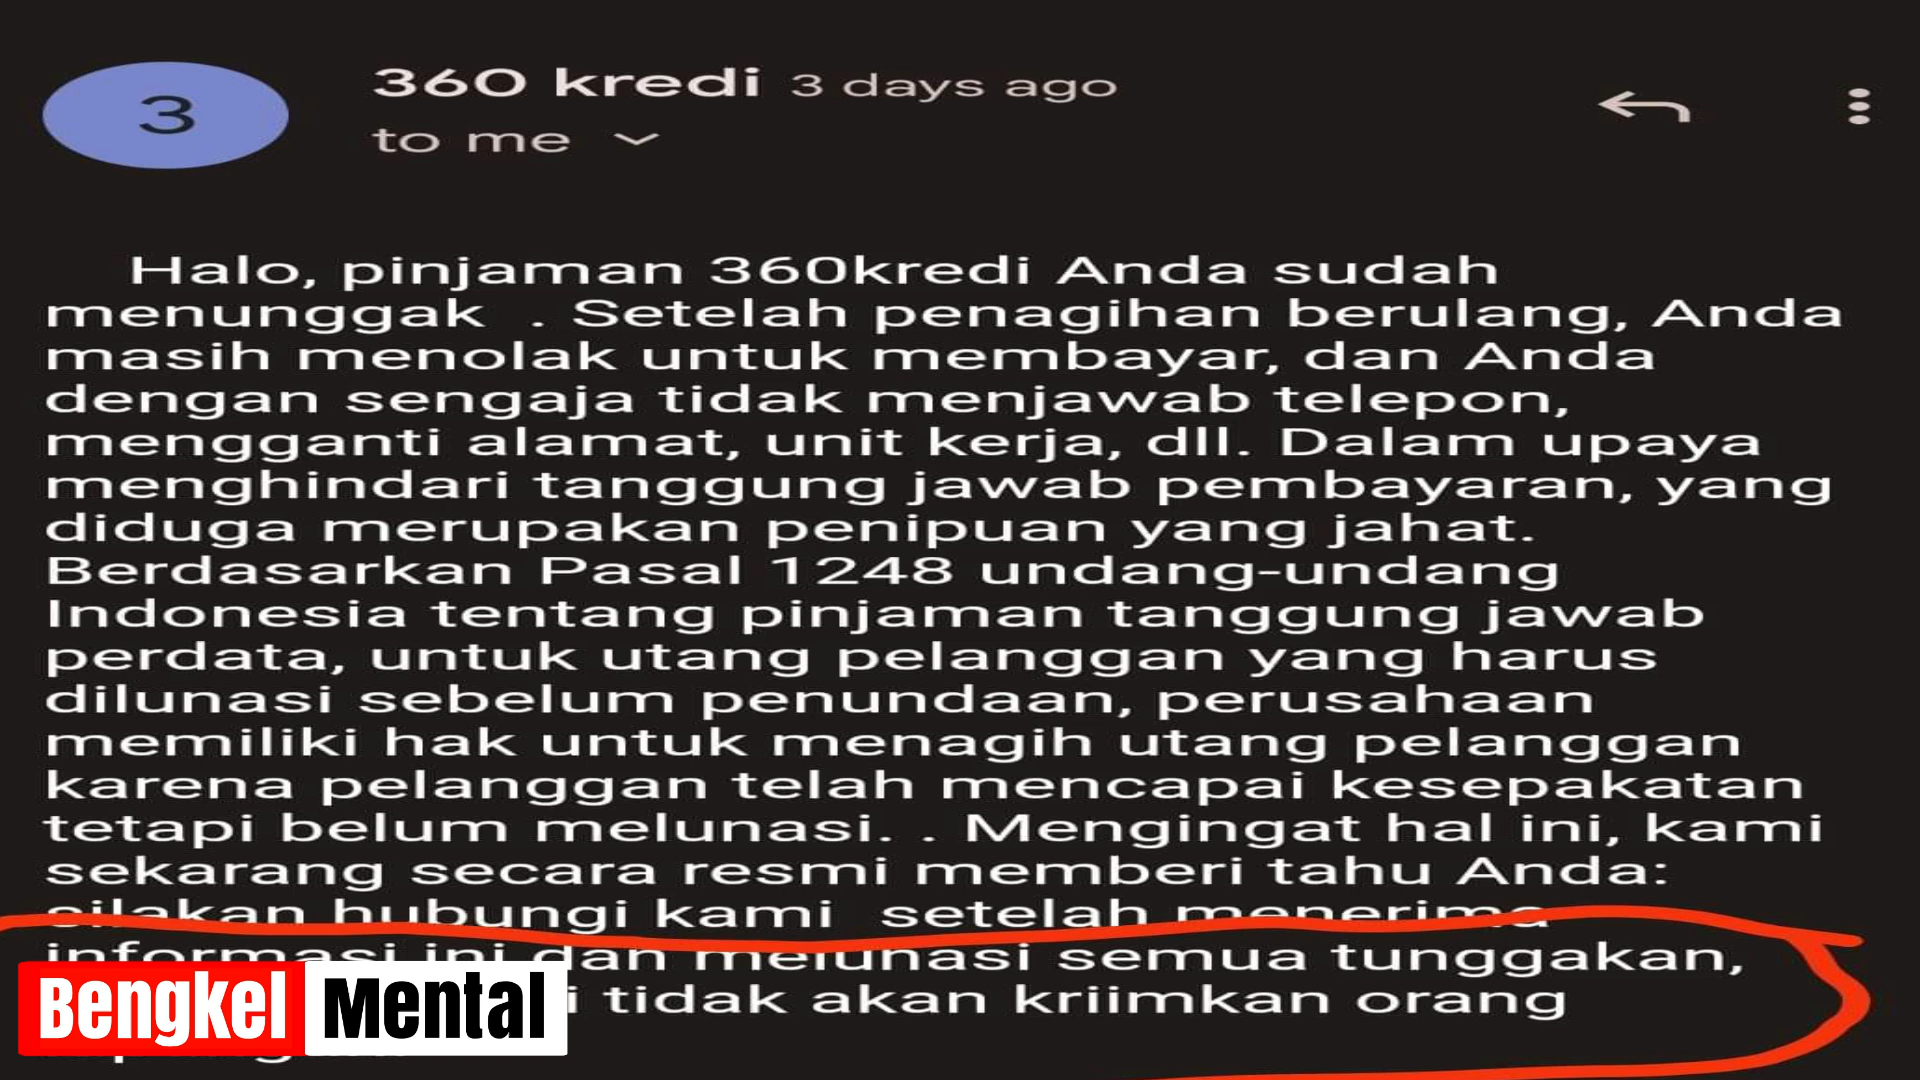 3
360 kredi 3 days ago
to me
Halo, pinjaman 360kredi Anda sudah
menunggak . Setelah penagihan berulang, Anda
masih menolak untuk membayar, dan Anda
dengan sengaja tidak menjawab telepon,
mengganti alamat, unit kerja, dll. Dalam upaya
menghindari tanggung jawab pembayaran, yang
diduga merupakan penipuan yang jahat.
Berdasarkan Pasal 1248 undang-undang
Indonesia tentang pinjaman tanggung jawab
perdata, untuk utang pelanggan yang harus
dilunasi sebelum penundaan, perusahaan
memiliki hak untuk menagih utang pelanggan
karena pelanggan telah mencapai kesepakatan
tetapi belum melunasi. . Mengingat hal ini, kami
sekarang secara resmi memberi tahu Anda:
silakan hubungi kami setelah menerima
informasi ini dan melunasi semua tunggakan,
tidak akan kriimkan orang
Bengkel Mental